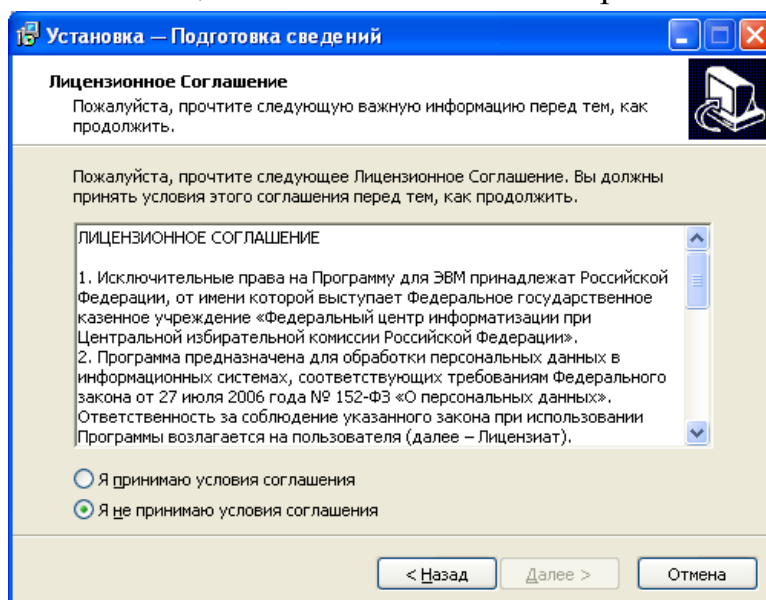 Установка — Подготовка сведений
Лицензионное Соглашение
Пожалуйста, прочтите следующую важную информацию перед тем, как
продолжить.
Пожалуйста, прочтите следующее Лицензионное Соглашение. Вы должны
принять условия этого соглашения перед тем, как продолжить.
ЛИЦЕНЗИОННОЕ СОГЛАШЕНИЕ
1. Исключительные права на Программу для ЭВМ принадлежат Российской
Федерации, от имени которой выступает Федеральное государственное
казенное учреждение «Федеральный центр информатизации при
Центральной избирательной комиссии Российской Федерации».
2. Программа предназначена для обработки персональных данных в
информационных системах, соответствующих требованиям Федерального
закона от 27 июля 2006 года № 152-ФЗ «О персональных данных».
Ответственность за соблюдение указанного закона при использовании
Программы возлагается на пользователя (далее – Лицензиат).
Я принимаю условия соглашения
Я не принимаю условия соглашения
< Назад Далее > Отмена